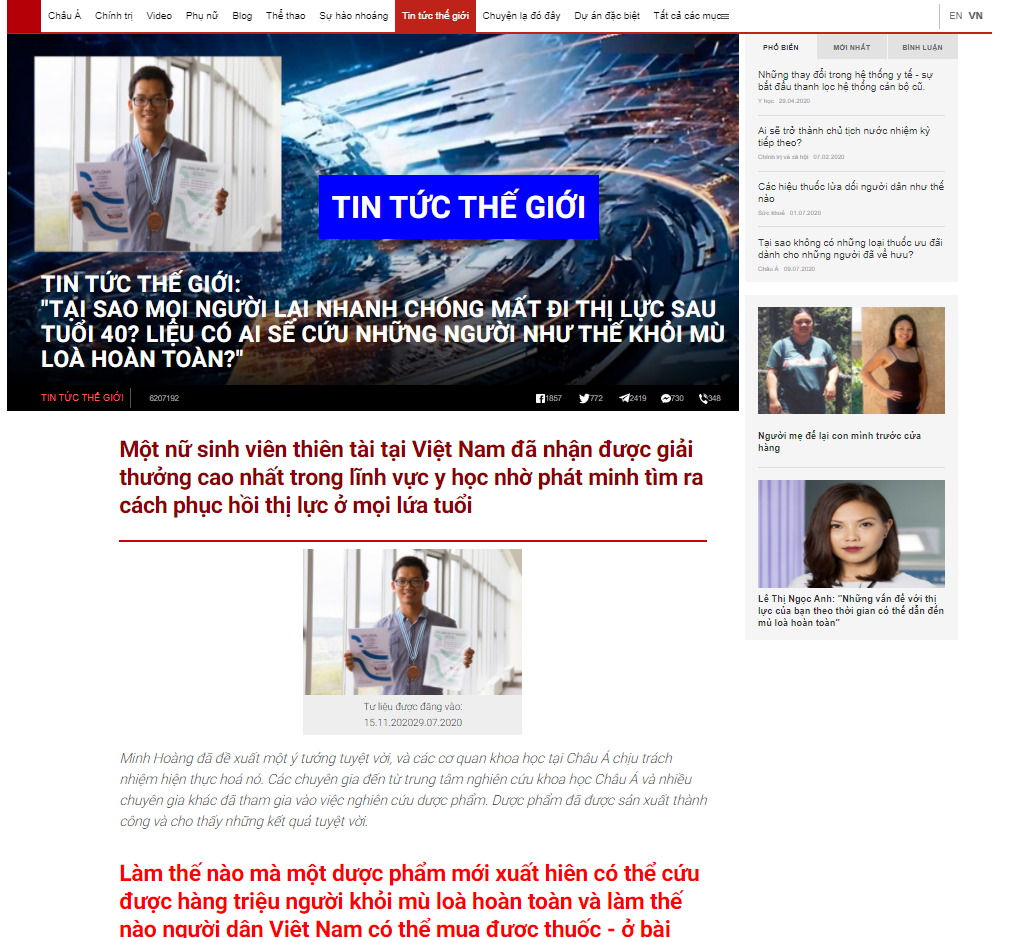 Châu Á Chính trị Video Phụ nữ Blog Thể thao Sự hào nhoáng Tin tức thế giới Chuyện lạ đó đây Dự án đặc biệt Tất cả các mục
EN VN
TIN TỨC THẾ GIỚI
TIN TỨC THẾ GIỚI:
"TẠI SAO MỌI NGƯỜI LẠI NHANH CHÓNG MẤT ĐI THỊ LỰC SAU
TUỔI 40? LIỆU CÓ AI SẼ CỨU NHỮNG NGƯỜI NHƯ THẾ KHỎI MÙ
LOÀ HOÀN TOÀN?"
TIN TỨC THẾ GIỚI 6207192 1857 772 2419 730 348
Một nữ sinh viên thiên tài tại Việt Nam đã nhận được giải
thưởng cao nhất trong lĩnh vực y học nhờ phát minh tìm ra
cách phục hồi thị lực ở mọi lứa tuổi
Tư liệu được đăng vào:
15.11.202029.07.2020
Minh Hoàng đã đề xuất một ý tưởng tuyệt vời, và các cơ quan khoa học tại Châu Á chịu trách
nhiệm hiện thực hoá nó. Các chuyên gia đến từ trung tâm nghiên cứu khoa học Châu Á và nhiều
chuyên gia khác đã tham gia vào việc nghiên cứu dược phẩm. Dược phẩm đã được sản xuất thành
công và cho thấy những kết quả tuyệt vời.
Làm thế nào mà một dược phẩm mới xuất hiện có thể cứu
được hàng triệu người khỏi mù loà hoàn toàn và làm thế
nào người dân Việt Nam có thể mua được thuốc - ở bài
PHỔ BIẾN MỚI NHẤT BÌNH LUẬN
Những thay đổi trong hệ thống y tế - sự
bắt đầu thanh lọc hệ thống cán bộ cũ.
Y học 29.04.2020
Ai sẽ trở thành chủ tịch nước nhiệm kỳ
tiếp theo?
Chính trị và xã hội 07.02.2020
Các hiệu thuốc lừa dối người dân như thế
nào
Sức khoẻ 01.07.2020
Tại sao không có những loại thuốc ưu đãi
dành cho những người đã về hưu?
Châu Á 09.07.2020
Người mẹ để lại con mình trước cửa
hàng
Lê Thị Ngọc Anh: "Những vấn đề với thị
lực của bạn theo thời gian có thể dẫn đến
mù loà hoàn toàn"